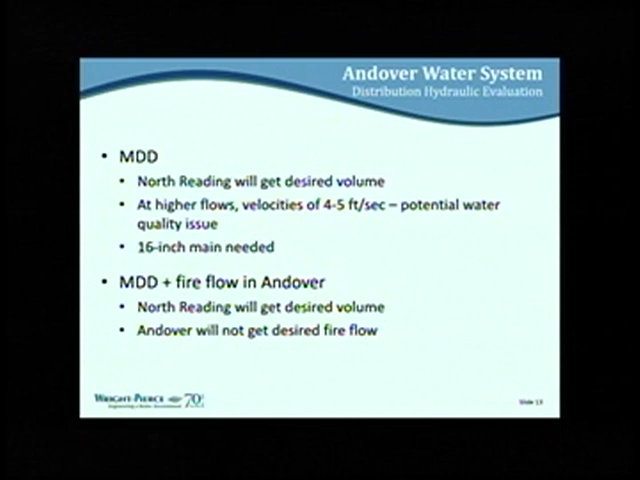 Andover Water System
Distribution Hydraulic Evaluation
• MDD
• North Reading will get desired volume
• At higher flows, velocities of 4-5 ft/sec – potential water
quality issue
• 16-inch main needed
• MDD + fire flow in Andover
• North Reading will get desired volume
• Andover will not get desired fire flow
WRIGHT-PIERCE 70
Engineering a Better Environment
Slide 13